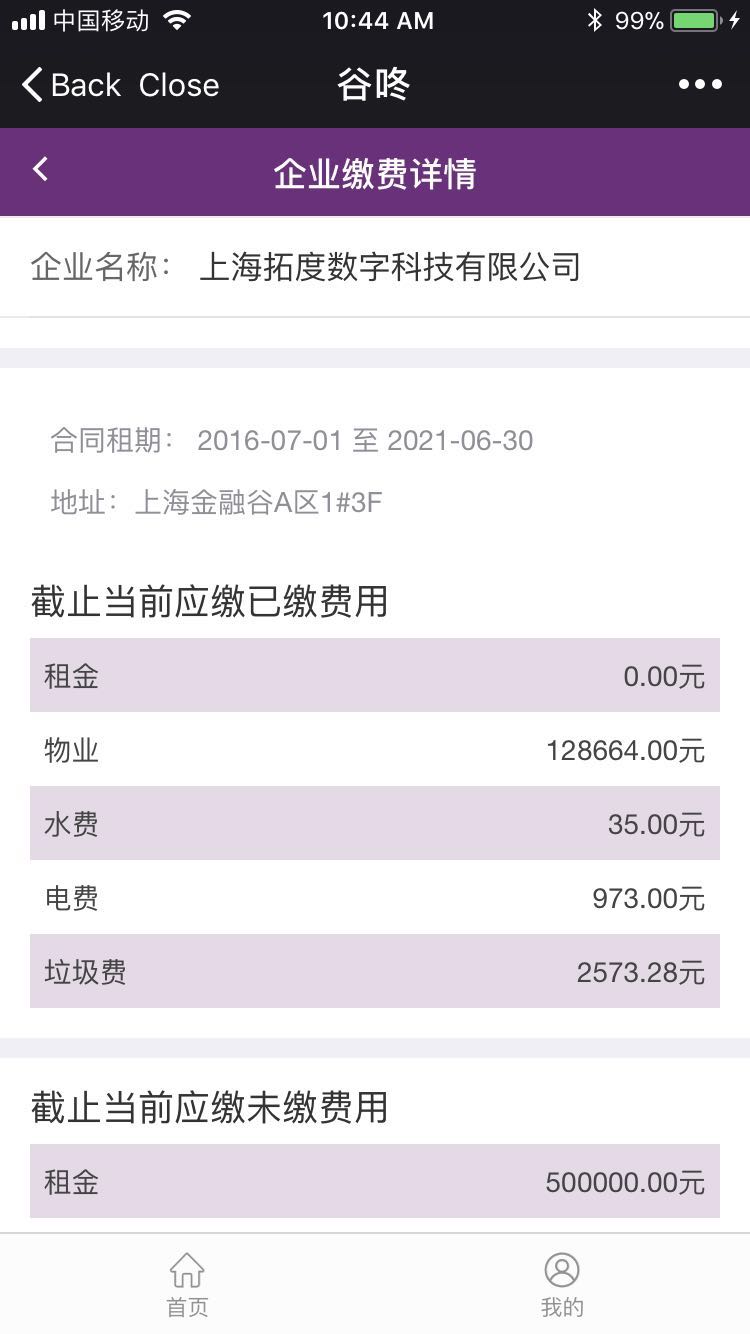 中国移动 10:44 AM 99%
Back Close 谷咚
企业缴费详情
企业名称： 上海拓度数字科技有限公司
合同租期： 2016-07-01 至 2021-06-30
地址：上海金融谷A区1#3F
截止当前应缴已缴费用
租金 0.00元
物业 128664.00元
水费 35.00元
电费 973.00元
垃圾费 2573.28元
截止当前应缴未缴费用
租金 500000.00元
首页 我的